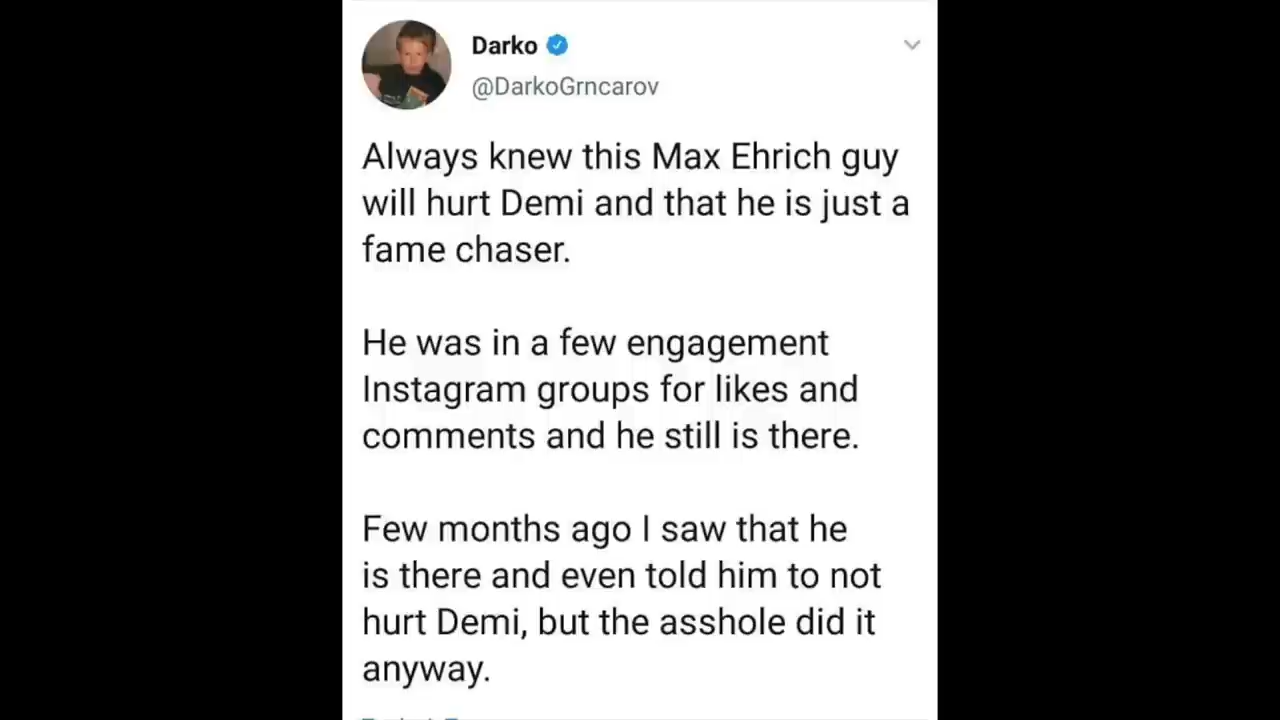 Darko
@DarkoGrncarov
Always knew this Max Ehrich guy
will hurt Demi and that he is just a
fame chaser.
He was in a few engagement
Instagram groups for likes and
comments and he still is there.
Few months ago I saw that he
is there and even told him to not
hurt Demi, but the asshole did it
anyway.